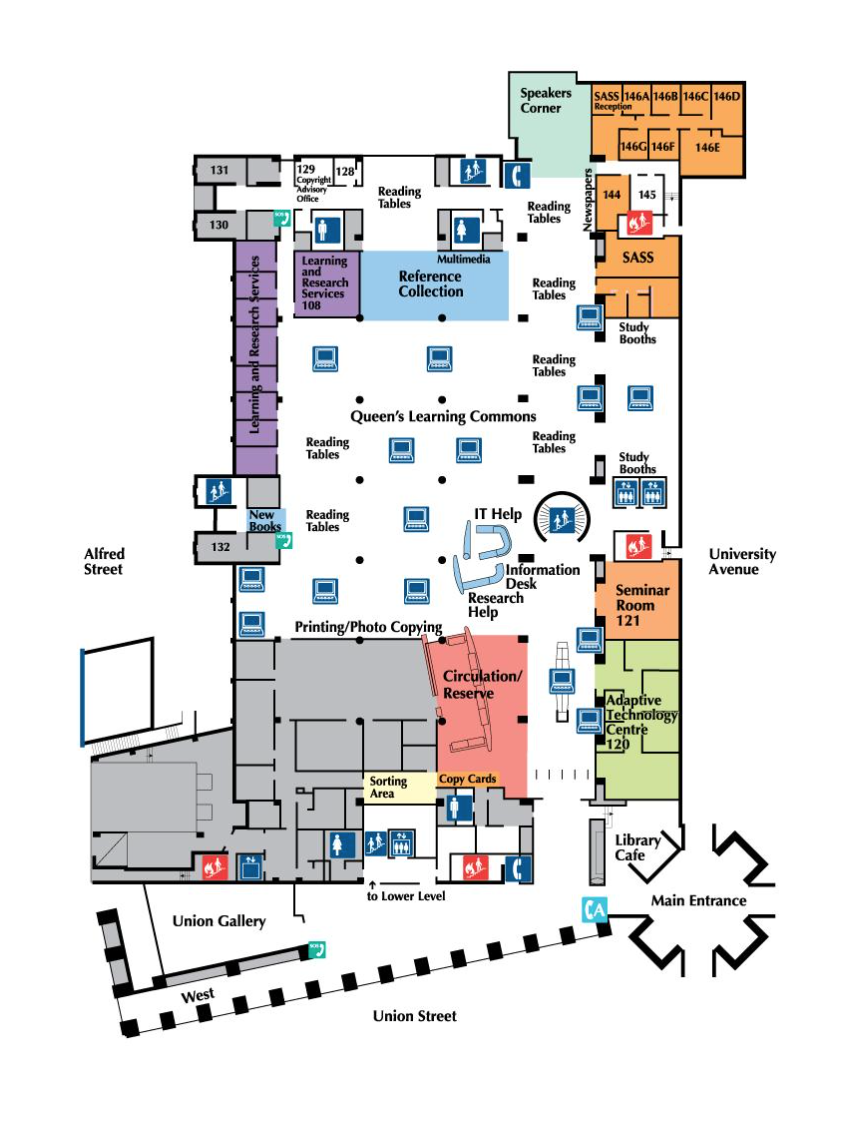 Speakers
Corner
SASS
Reception
146A
146B
146C
146D
146G
146F
146E
131
129
Copyright
Advisory
Office
128
Reading
Tables
Newspapers
144
145
Reading
Tables
130
Learning
and
Research
Services
108
Multimedia
Reference
Collection
SASS
Reading
Tables
Study
Booths
Learning and Research Services
Reading
Tables
Queen's Learning Commons
Reading
Tables
Reading
Tables
Study
Booths
New
Books
Reading
Tables
IT Help
132
Alfred
Street
Information
Desk
Research
Help
University
Avenue
Seminar
Room
121
Printing/Photo Copying
Circulation/
Reserve
Adaptive
Technology
Centre
120
Sorting
Area
Copy Cards
Library
Cafe
to Lower Level
Main Entrance
A
Union Gallery
West
Union Street